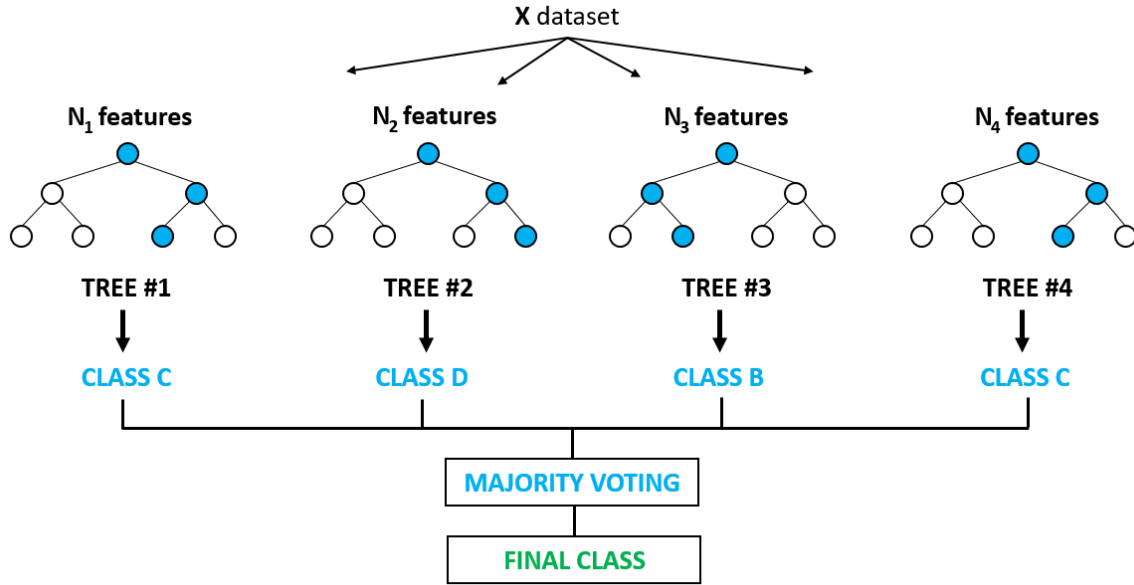 X dataset
N1 features
N2 features
N3 features
N4 features
TREE #1
TREE #2
TREE #3
TREE #4
CLASS C
CLASS D
CLASS B
CLASS C
MAJORITY VOTING
FINAL CLASS